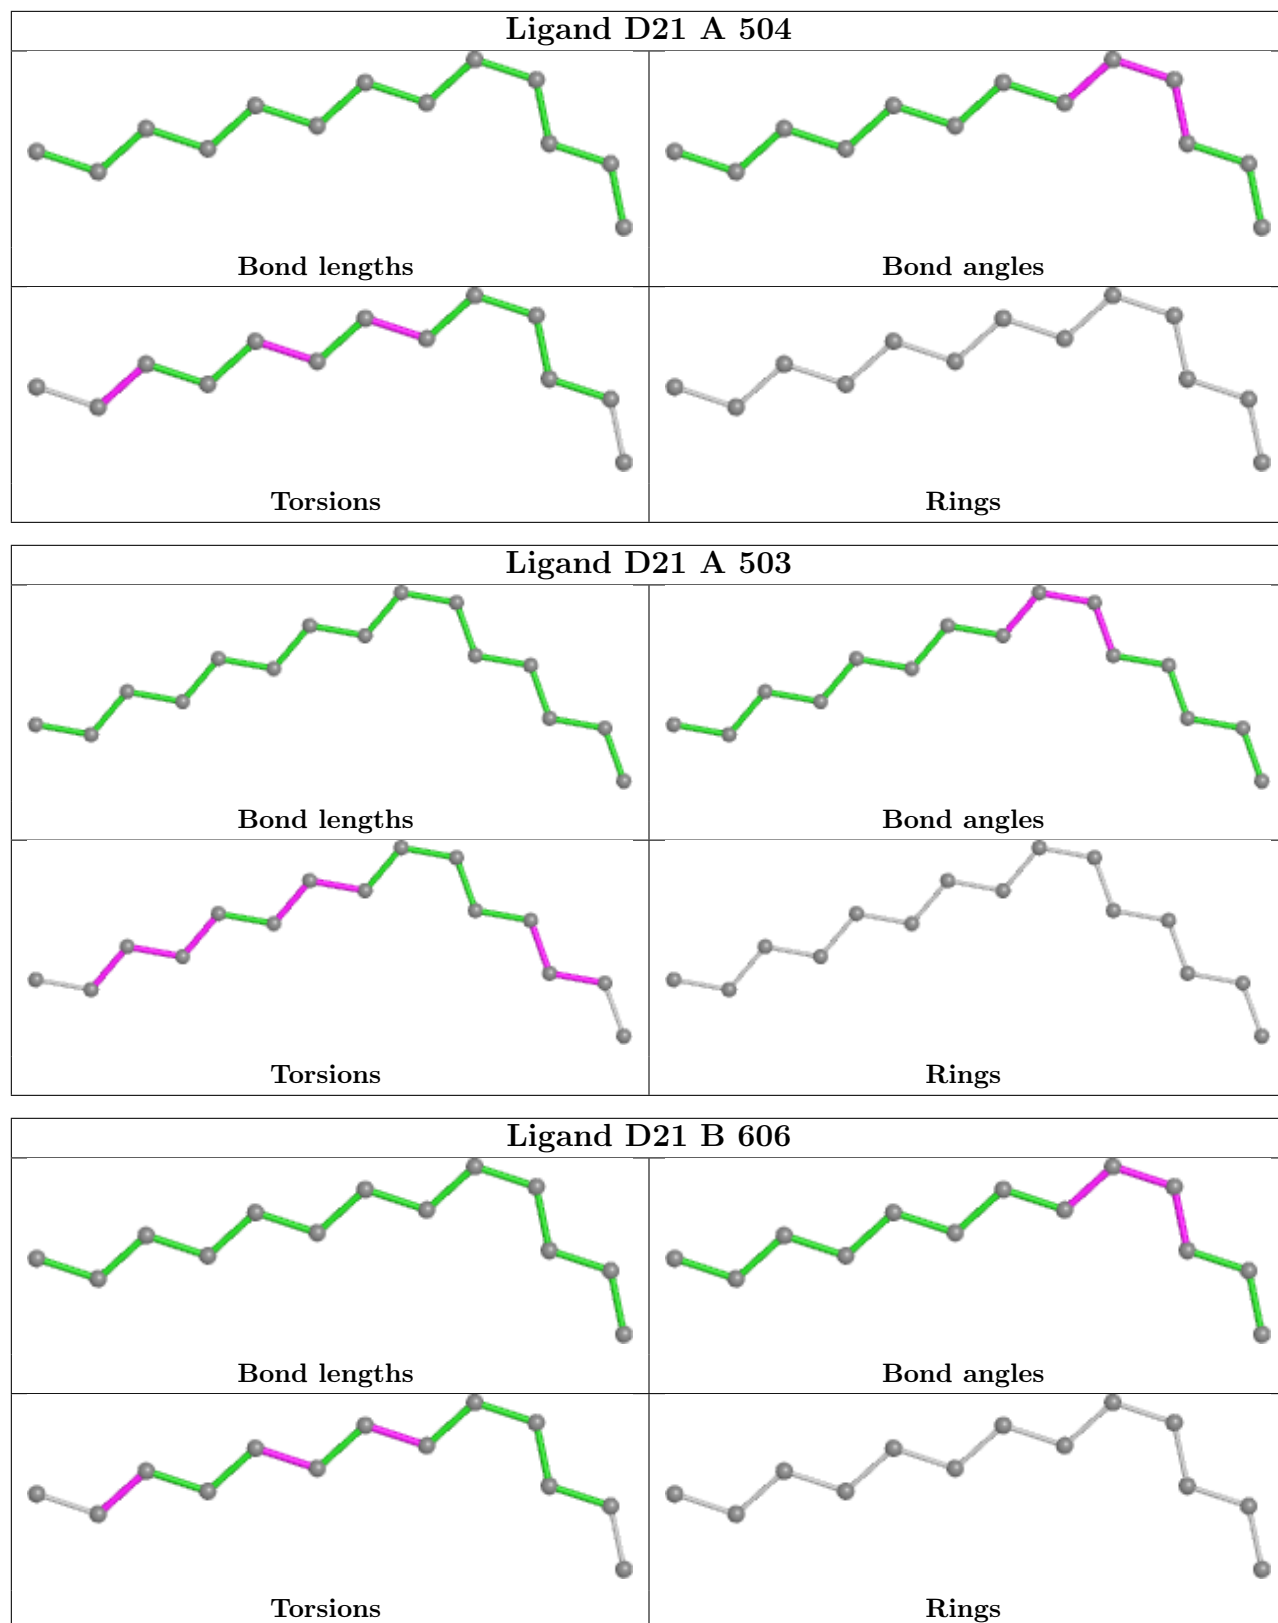 Ligand D21 A 504
Bond lengths
Bond angles
Torsions
Rings
Ligand D21 A 503
Bond lengths
Bond angles
Torsions
Rings
Ligand D21 B 606
Bond lengths
Bond angles
Torsions
Rings